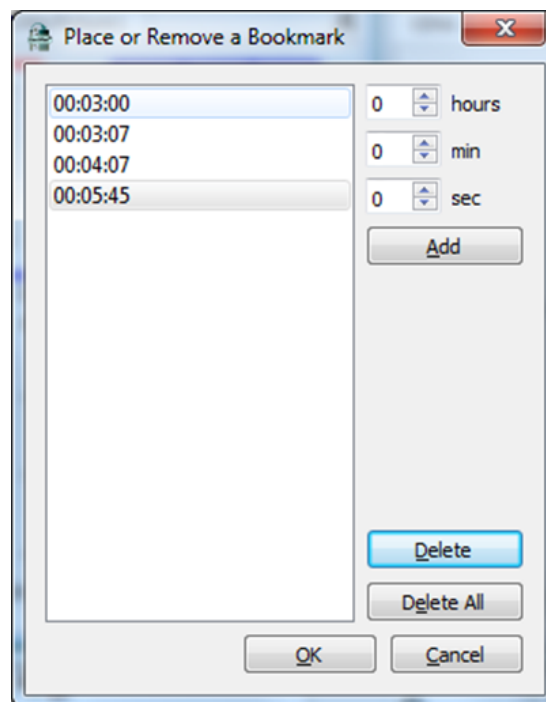 Place or Remove a Bookmark
00:03:00
00:03:07
00:04:07
00:05:45
0 hours
0 min
0 sec
Add
Delete
Delete All
OK Cancel